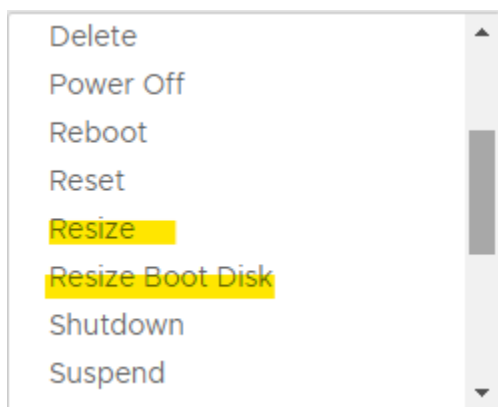 Delete
Power Off
Reboot
Reset
Resize
Resize Boot Disk
Shutdown
Suspend